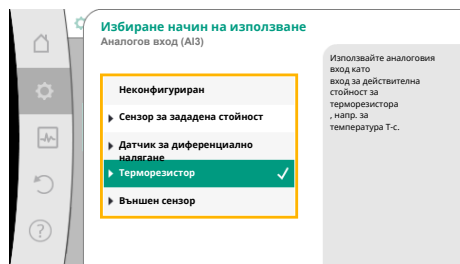 Избиране начин на използване
Аналогов вход (AI3)
Неконфигуриран
Сензор за зададена стойност
Датчик за диференциално
налягане
Терморезистор
Външен сензор
Използвайте аналоговия
вход като
вход за действителна
стойност за
терморезистора
, напр. за
температура Т-с.